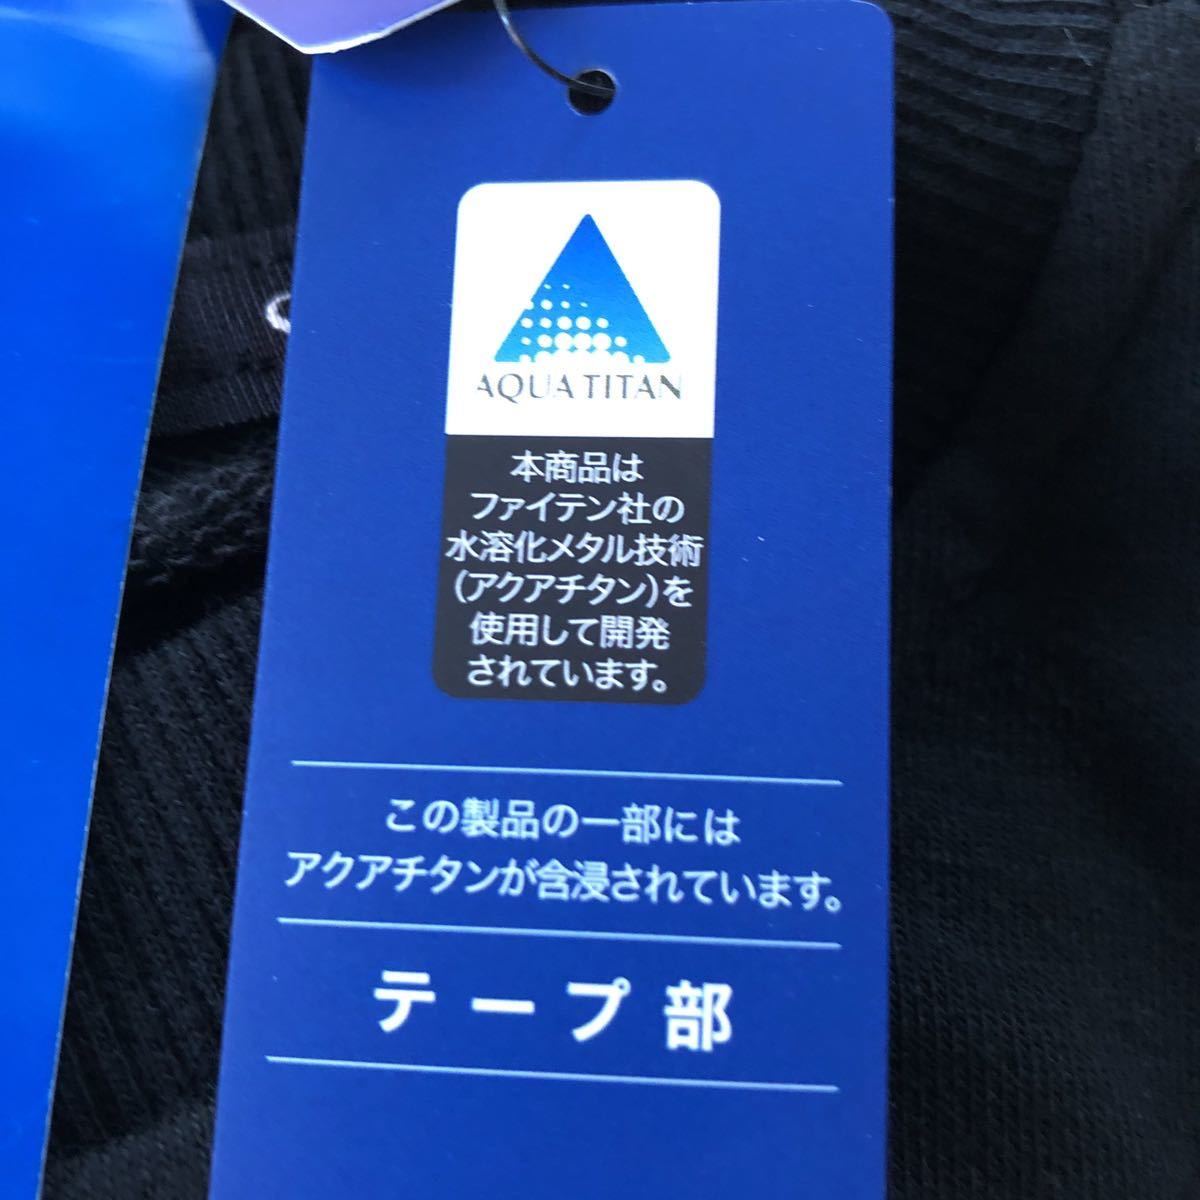 AQUA TITAN
本商品は
ファイテン社の
水溶化メタル技術
(アクアチタン)を
使用して開発
されています。
この製品の一部には
アクアチタンが含浸されています。
テープ部